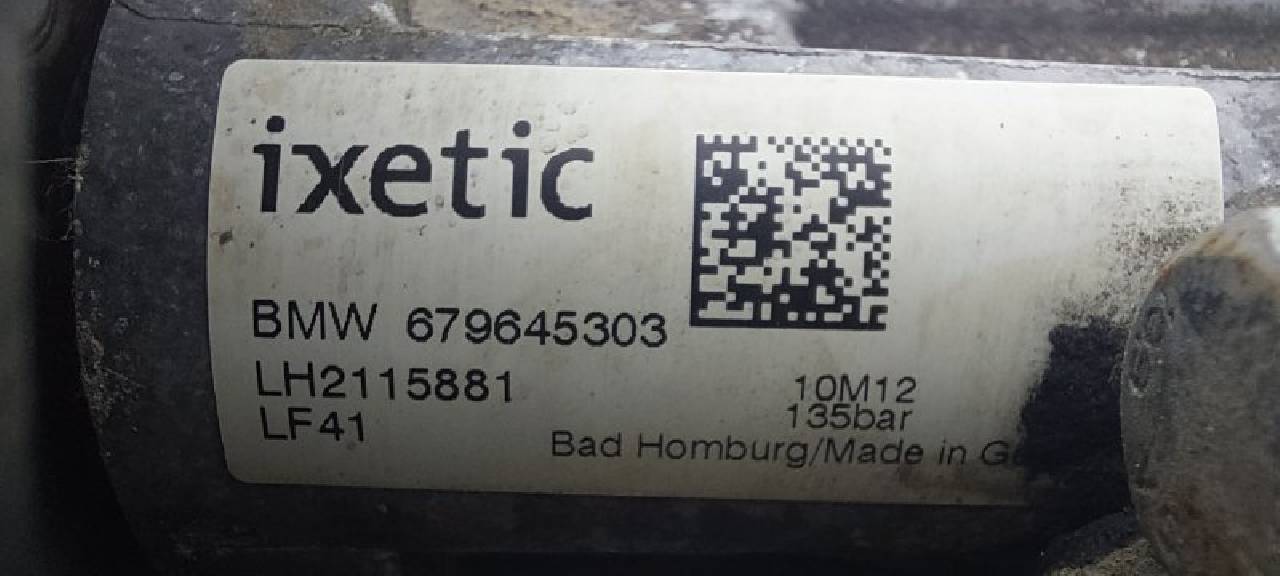 ixetic
BMW 679645303
LH2115881
LF41
10M12
135bar
Bad Homburg/Made in